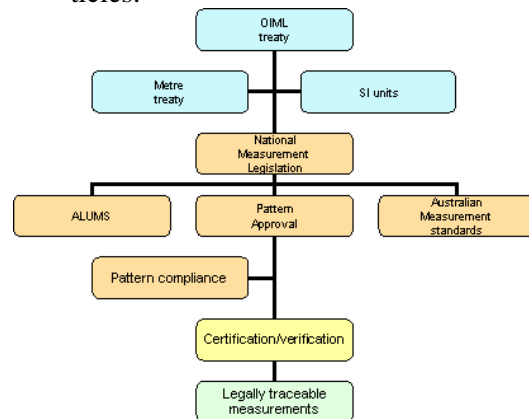 OIML
treaty
Metre
treaty
SI units
National
Measurement
Legislation
ALUMS
Pattern
Approval
Australian
Measurement
standards
Pattern compliance
Certification/verification
Legally traceable
measurements